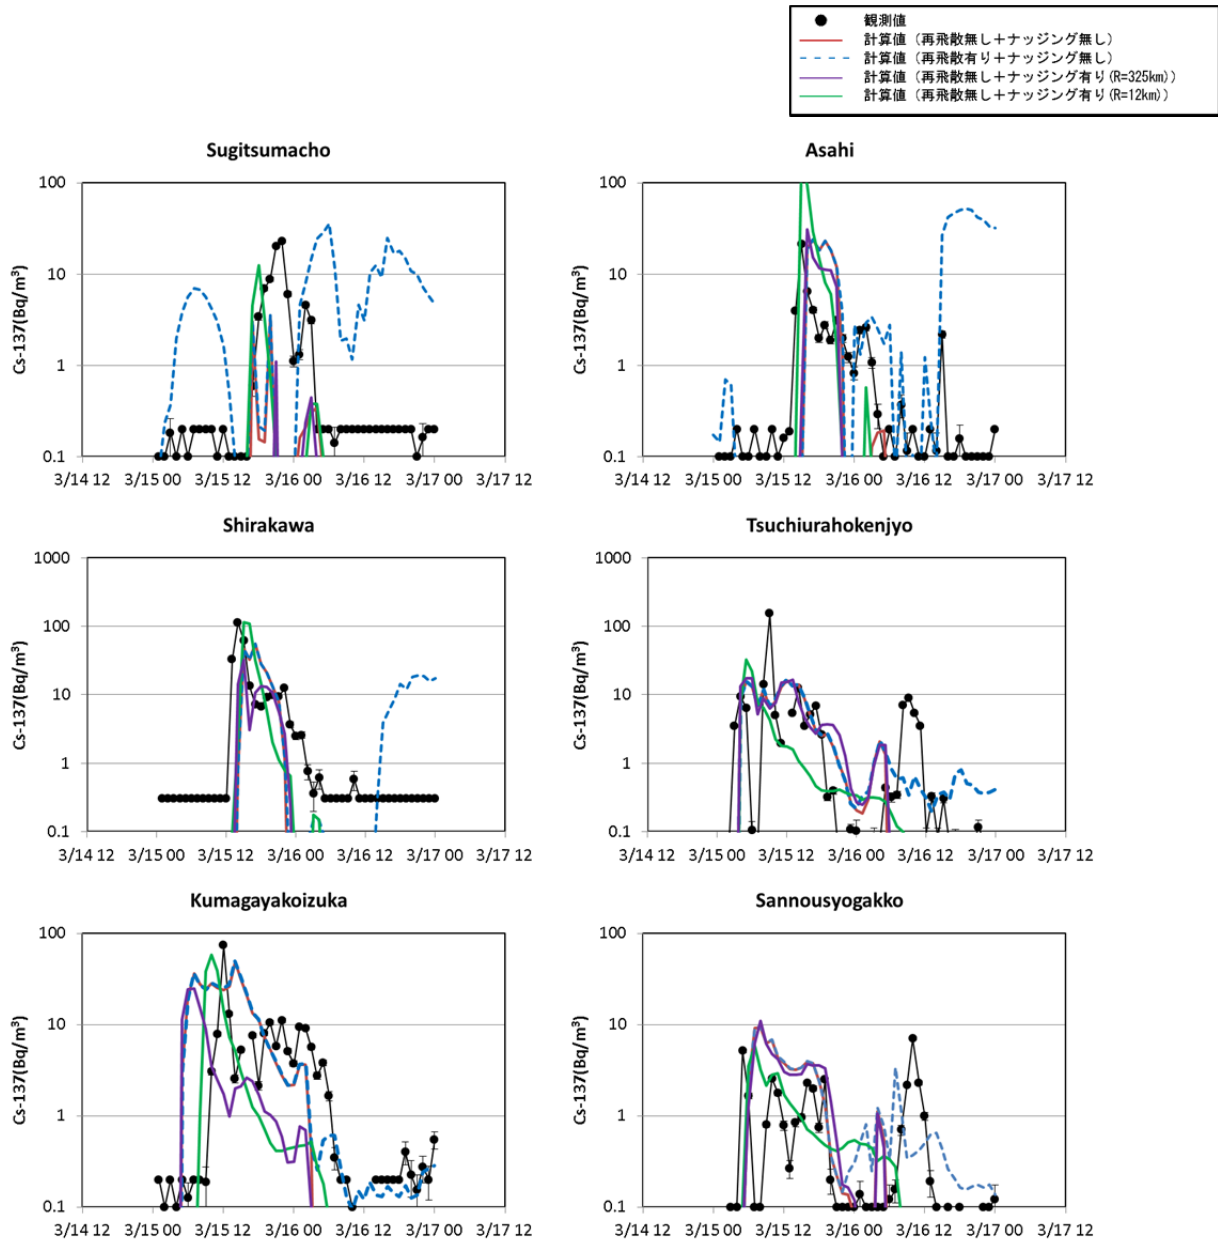 観測値
計算値（再飛散無し＋ナッジング無し）
計算値（再飛散有り＋ナッジング無し）
計算値（再飛散無し＋ナッジング有り(R=325km)）
計算値（再飛散無し＋ナッジング有り(R=12km)）
Sugitsumacho
Cs-137(Bq/m³)
100
10
1
0.1
3/14 12 3/15 00 3/15 12 3/16 00 3/16 12 3/17 00 3/17 12
Asahi
Cs-137(Bq/m³)
100
10
1
0.1
3/14 12 3/15 00 3/15 12 3/16 00 3/16 12 3/17 00 3/17 12
Shirakawa
Cs-137(Bq/m³)
1000
100
10
1
0.1
3/14 12 3/15 00 3/15 12 3/16 00 3/16 12 3/17 00 3/17 12
Tsuchiurahokenjyo
Cs-137(Bq/m³)
1000
100
10
1
0.1
3/14 12 3/15 00 3/15 12 3/16 00 3/16 12 3/17 00 3/17 12
Kumagayakoizuka
Cs-137(Bq/m³)
100
10
1
0.1
3/14 12 3/15 00 3/15 12 3/16 00 3/16 12 3/17 00 3/17 12
Sannousyogakko
Cs-137(Bq/m³)
100
10
1
0.1
3/14 12 3/15 00 3/15 12 3/16 00 3/16 12 3/17 00 3/17 12